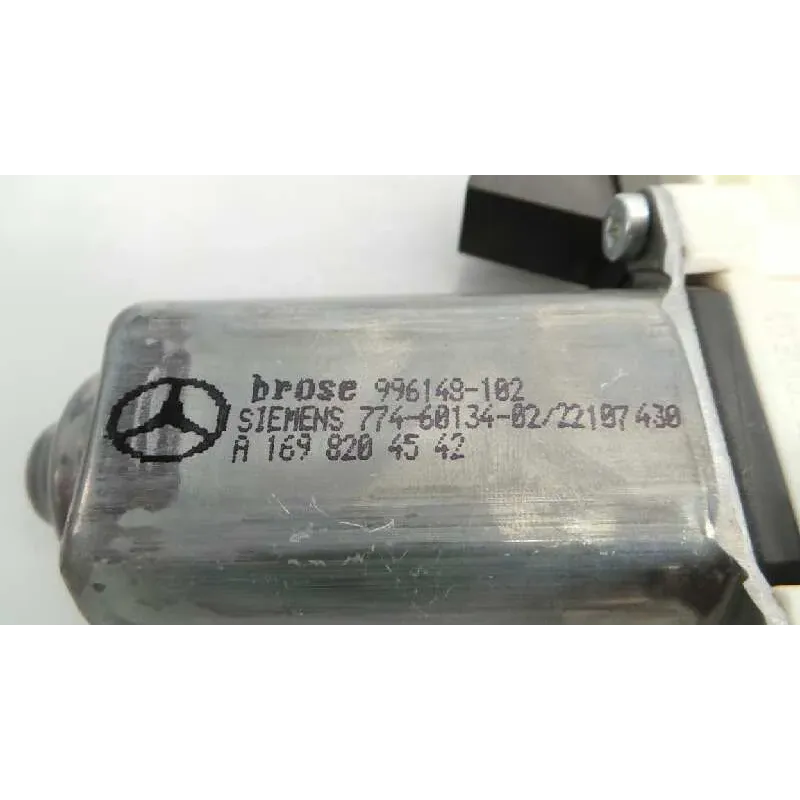 brose 996148-102
SIEMENS 774-60134-02/22107430
A 169 820 45 42